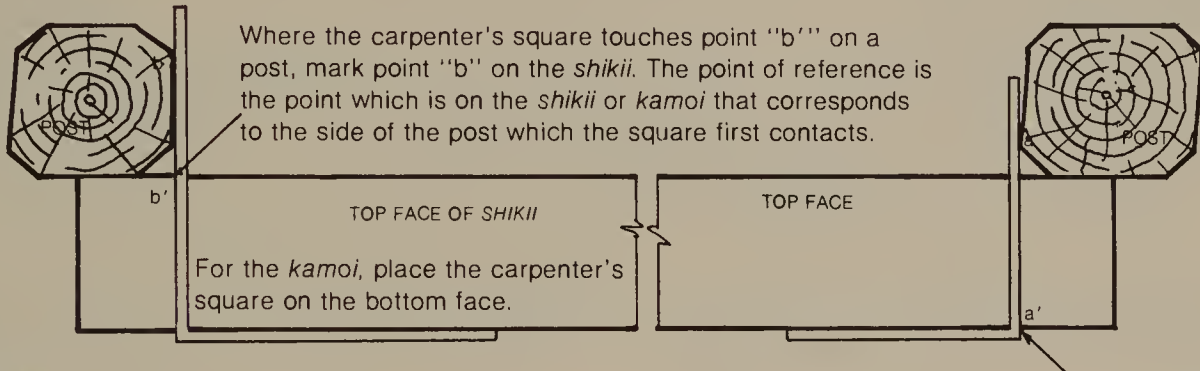 Where the carpenter's square touches point "b'" on a
post, mark point "b" on the shikii. The point of reference is
the point which is on the shikii or kamoi that corresponds
to the side of the post which the square first contacts.
POST
POST
b'
TOP FACE OF SHIKII
TOP FACE
For the kamoi, place the carpenter's
square on the bottom face.
a'